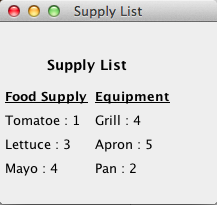 Supply List
Supply List
Food Supply Equipment
Tomatoe : 1 Grill : 4
Lettuce : 3 Apron : 5
Mayo : 4 Pan : 2